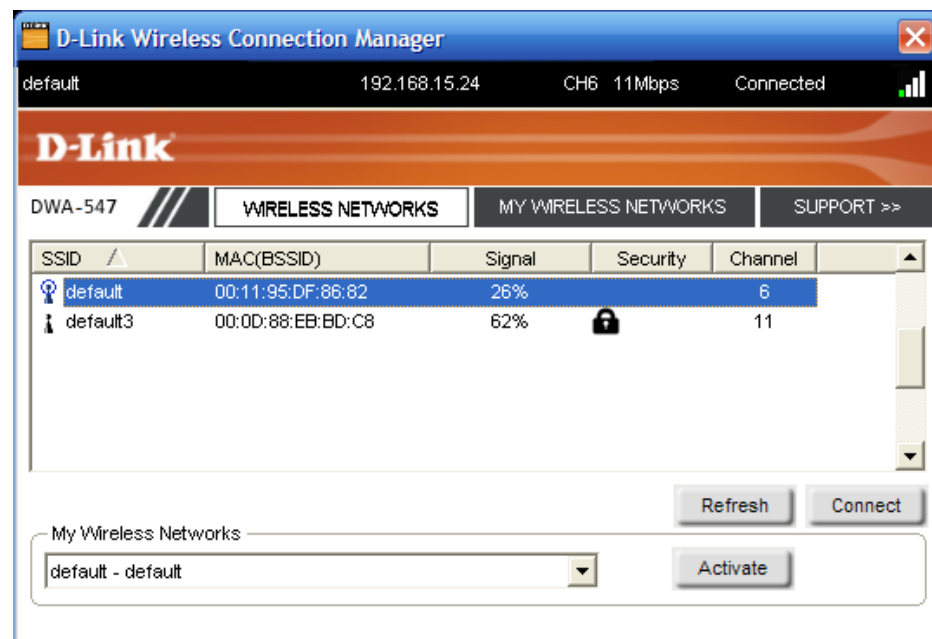 D-Link Wireless Connection Manager
default 192.168.15.24 CH6 11Mbps Connected
D-Link
DWA-547 WIRELESS NETWORKS MY WIRELESS NETWORKS SUPPORT >>
SSID MAC(BSSID) Signal Security Channel
default 00:11:95:DF:86:82 26% 6
default3 00:0D:88:EB:BD:C8 62% 11
Refresh Connect
My Wireless Networks
default - default Activate